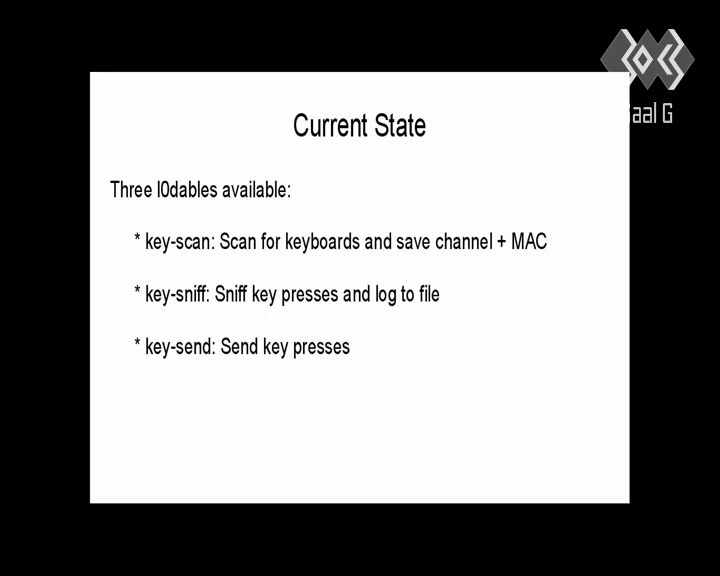 Current State
Three l0dables available:
* key-scan: Scan for keyboards and save channel + MAC
* key-sniff: Sniff key presses and log to file
* key-send: Send key presses
Saal G